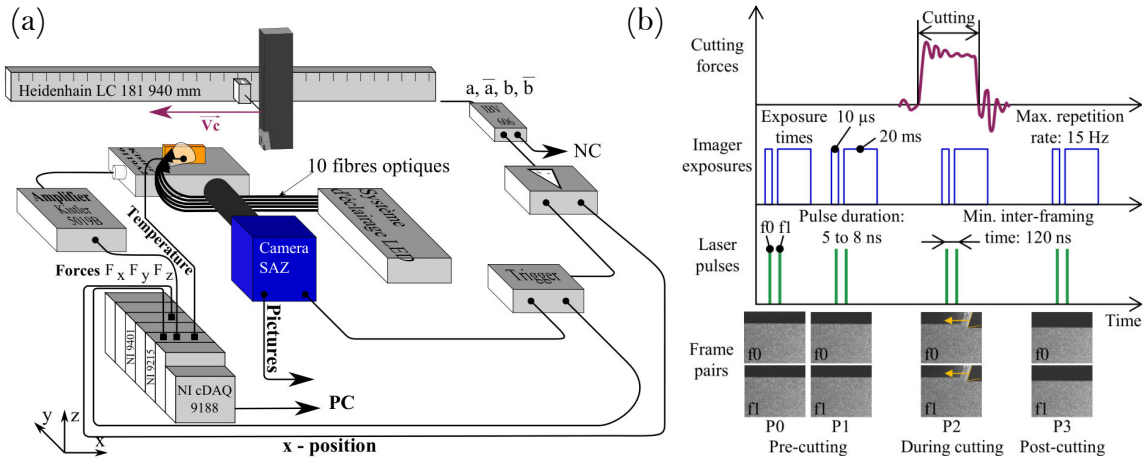 (a)
Heidenhain LC 181 940 mm
Vc
a, a, b, b
IBV
606
NC
10 fibres optiques
Kistler
9119AA
Amplifier
Kistler
5019B
Temperature
Système
d'éclairage LED
Camera
SAZ
Trigger
Forces Fx Fy Fz
Pictures
NI 9401
NI 9215
NI cDAQ
9188
PC
x - position
y
z
x
(b)
Cutting
Cutting
forces
Exposure
times
10 µs
20 ms
Max. repetition
rate: 15 Hz
Imager
exposures
Pulse duration:
5 to 8 ns
Min. inter-framing
time: 120 ns
f0 f1
Laser
pulses
Time
Frame
pairs
f0
f0
f0
f0
f1
f1
f1
f1
P0
P1
P2
P3
Pre-cutting
During cutting
Post-cutting